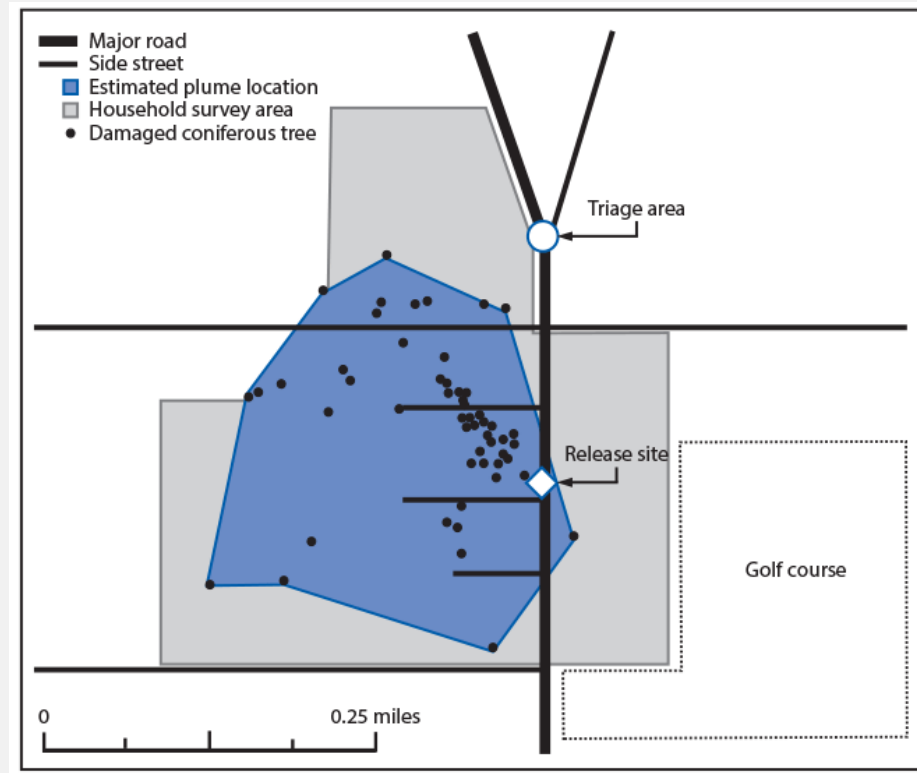 Major road
Side street
Estimated plume location
Household survey area
Damaged coniferous tree
Triage area
Release site
Golf course
0
0.25 miles